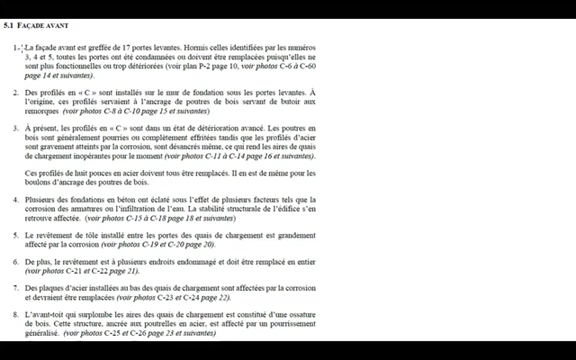 5.1 FAÇADE AVANT
1- La façade avant est greffée de 17 portes levantes. Hormis celles identifiées par les numéros
3, 4 et 5, toutes les portes ont été condamnées ou doivent être remplacées puisqu'elles ne
sont plus fonctionnelles ou trop détériorées (voir plan P-2 page 10, voir photos C-6 à C-60
page 14 et suivantes).
2. Des profilés en « C » sont installés sur le mur de fondation sous les portes levantes. À
l'origine, ces profilés servaient à l'ancrage de poutres de bois servant de butoir aux
remorques (voir photos C-8 à C-10 page 15 et suivantes)
3. À présent, les profilés en « C » sont dans un état de détérioration avancé. Les poutres en
bois sont généralement pourries ou complètement effritées tandis que les profilés d'acier
sont gravement atteints par la corrosion, sont désancrés même, ce qui rend les aires de quais
de chargement inopérantes pour le moment (voir photos C-11 à C-14 page 16 et suivantes).
Ces profilés de huit pouces en acier doivent tous être remplacés. Il en est de même pour les
boulons d'ancrage des poutres de bois.
4. Plusieurs des fondations en béton ont éclaté sous l'effet de plusieurs facteurs tels que la
corrosion des armatures ou l'infiltration de l'eau. La stabilité structurale de l'édifice s'en
retrouve affectée. (voir photos C-15 à C-18 page 18 et suivantes)
5. Le revêtement de tôle installé entre les portes des quais de chargement est grandement
affecté par la corrosion (voir photos C-19 et C-20 page 20).
6. De plus, le revêtement est à plusieurs endroits endommagé et doit être remplacé en entier
(voir photos C-21 et C-22 page 21).
7. Des plaques d'acier installées au bas des quais de chargement sont affectées par la corrosion
et devraient être remplacées (voir photos C-23 et C-24 page 22).
8. L'avant-toit qui surplombe les aires des quais de chargement est constitué d'une ossature
de bois. Cette structure, ancrée aux poutrelles en acier, est affecté par un pourrissement
généralisé. (voir photos C-25 et C-26 page 23 et suivantes)